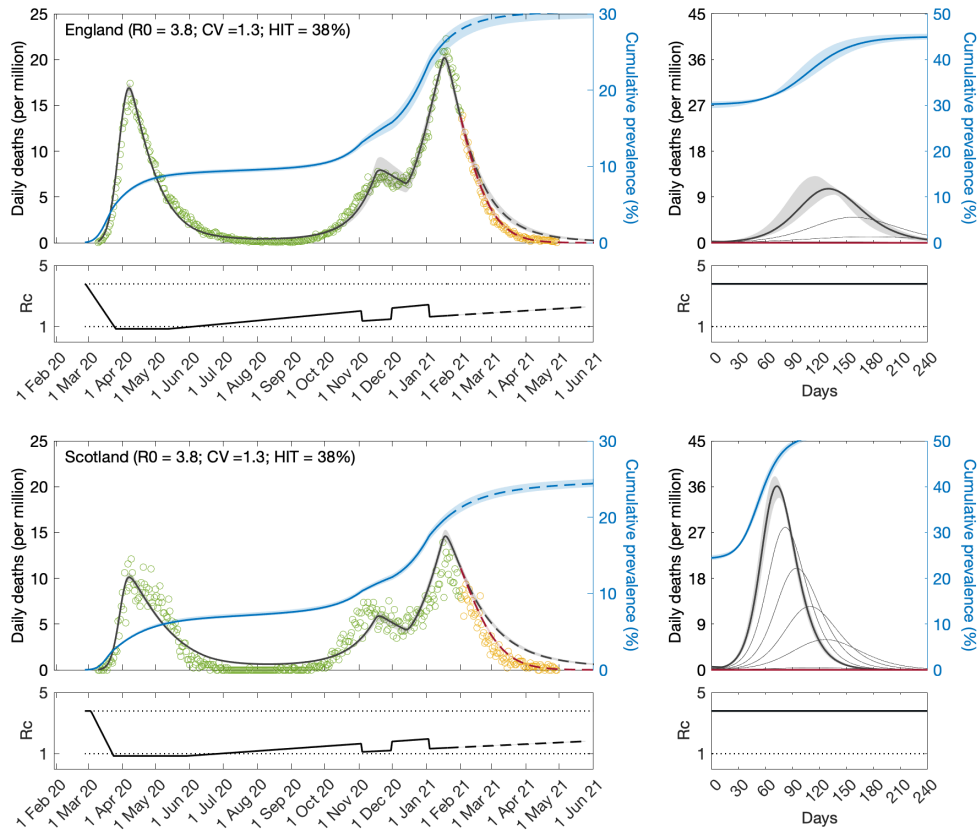 England (R0 = 3.8; CV =1.3; HIT = 38%)
Daily deaths (per million)
25
20
15
10
5
0
Cumulative prevalence (%)
30
20
10
0
Daily deaths (per million)
45
36
27
18
9
0
Cumulative prevalence (%)
50
40
30
20
10
0
Rc
5
1
1 Feb 20
1 Mar 20
1 Apr 20
1 May 20
1 Jun 20
1 Jul 20
1 Aug 20
1 Sep 20
1 Oct 20
1 Nov 20
1 Dec 20
1 Jan 21
1 Feb 21
1 Mar 21
1 Apr 21
1 May 21
1 Jun 21
Rc
5
1
0
30
60
90
120
150
180
210
240
Days
Scotland (R0 = 3.8; CV =1.3; HIT = 38%)
Daily deaths (per million)
25
20
15
10
5
0
Cumulative prevalence (%)
30
20
10
0
Daily deaths (per million)
45
36
27
18
9
0
Cumulative prevalence (%)
50
40
30
20
10
0
Rc
5
1
1 Feb 20
1 Mar 20
1 Apr 20
1 May 20
1 Jun 20
1 Jul 20
1 Aug 20
1 Sep 20
1 Oct 20
1 Nov 20
1 Dec 20
1 Jan 21
1 Feb 21
1 Mar 21
1 Apr 21
1 May 21
1 Jun 21
Rc
5
1
0
30
60
90
120
150
180
210
240
Days